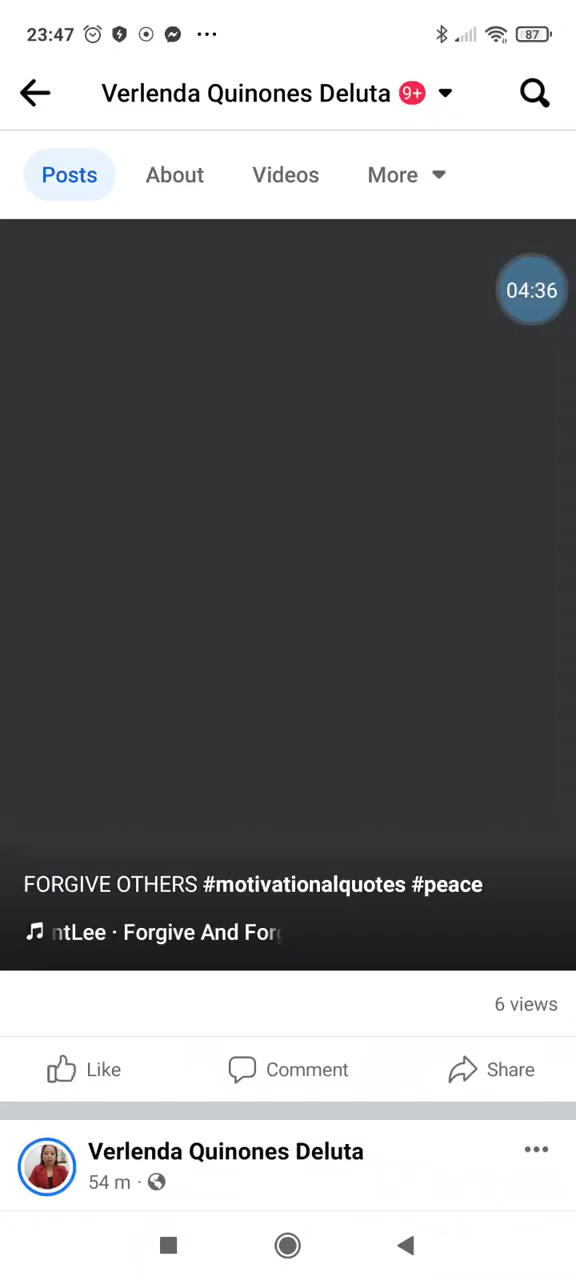 23:47 87
Verlenda Quinones Deluta 9+
Posts About Videos More
04:36
FORGIVE OTHERS #motivationalquotes #peace
ntLee · Forgive And For
6 views
Like Comment Share
Verlenda Quinones Deluta
54 m ·